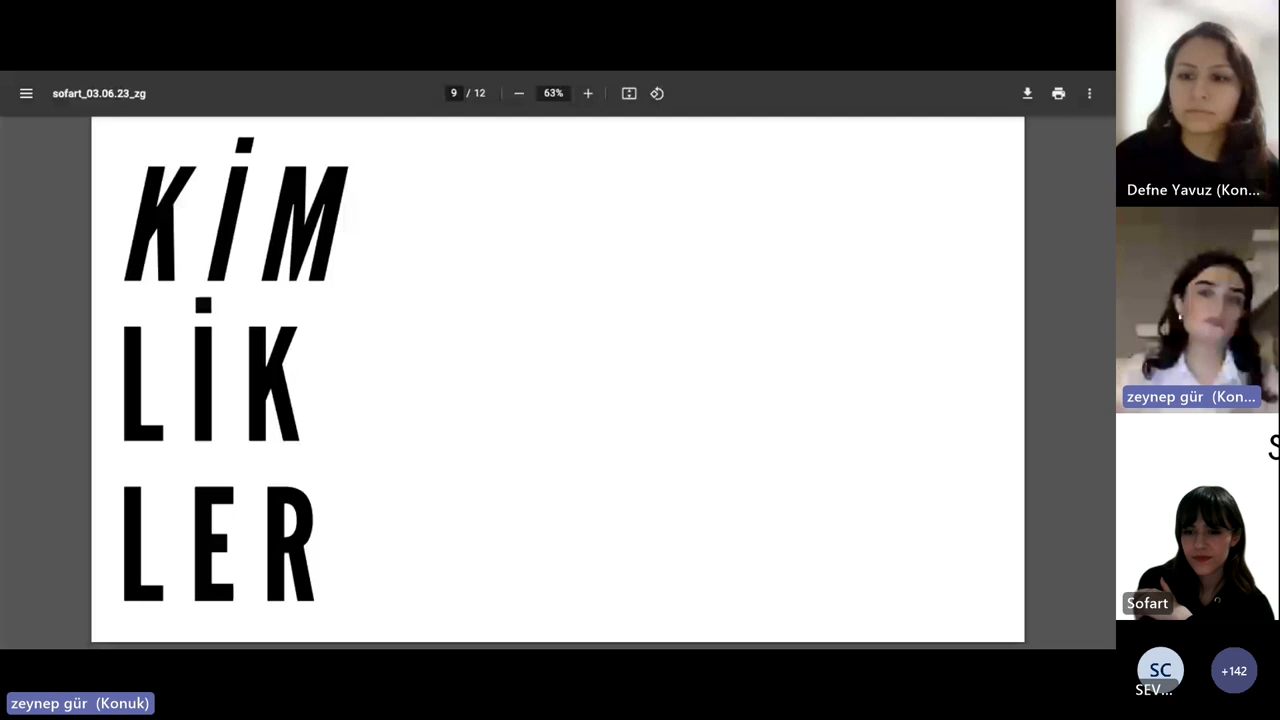 sofart_03.06.23_zg
9 / 12
63%
KİM
LİK
LER
Defne Yavuz (Kon...
zeynep gür (Kon...
S
Sofart
SC
SEV...
+142
zeynep gür (Konuk)